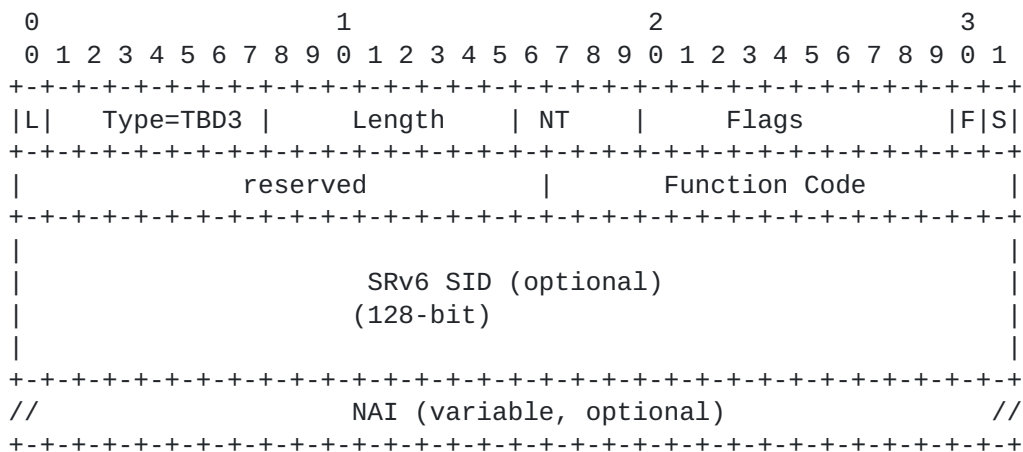 0                   1                   2                   3
 0 1 2 3 4 5 6 7 8 9 0 1 2 3 4 5 6 7 8 9 0 1 2 3 4 5 6 7 8 9 0 1
+-+-+-+-+-+-+-+-+-+-+-+-+-+-+-+-+-+-+-+-+-+-+-+-+-+-+-+-+-+-+-+-+
|L|   Type=TBD3 |     Length    | NT    |     Flags         |F|S|
+-+-+-+-+-+-+-+-+-+-+-+-+-+-+-+-+-+-+-+-+-+-+-+-+-+-+-+-+-+-+-+-+
|              reserved           |       Function Code         |
+-+-+-+-+-+-+-+-+-+-+-+-+-+-+-+-+-+-+-+-+-+-+-+-+-+-+-+-+-+-+-+-+
|                                                               |
|                      SRv6 SID (optional)                      |
|                     (128-bit)                                 |
|                                                               |
+-+-+-+-+-+-+-+-+-+-+-+-+-+-+-+-+-+-+-+-+-+-+-+-+-+-+-+-+-+-+-+-+
//                    NAI (variable, optional)                 //
+-+-+-+-+-+-+-+-+-+-+-+-+-+-+-+-+-+-+-+-+-+-+-+-+-+-+-+-+-+-+-+-+